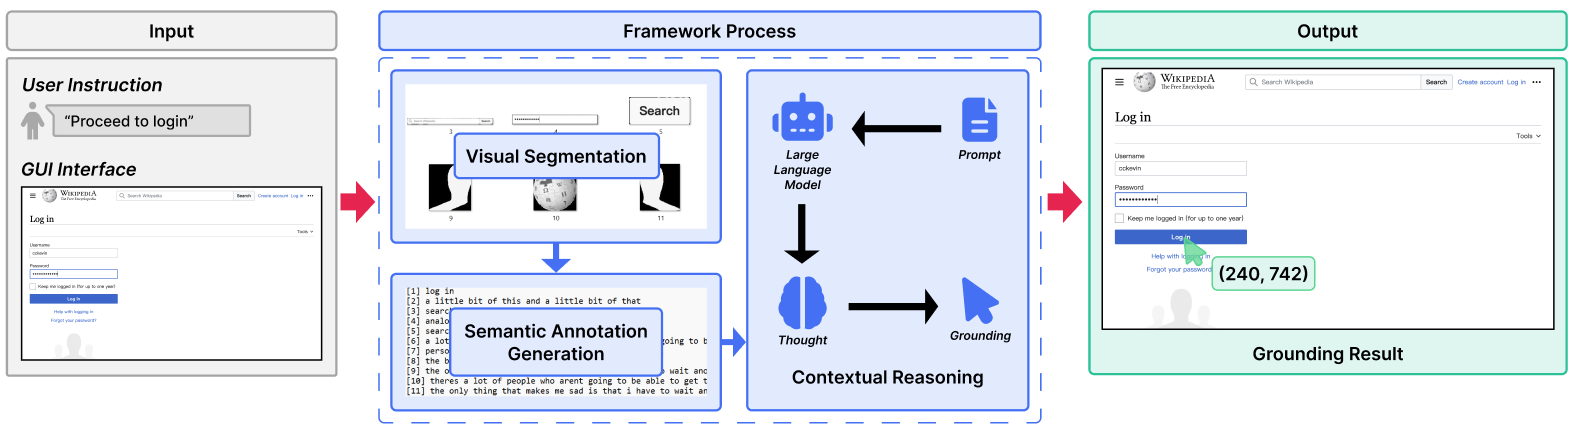 Input
User Instruction
“Proceed to login”
GUI Interface
WIKIPEDIA
The Free Encyclopedia
Search Wikipedia
Search
Create account Log in •••
Log in
Tools
Username
cckevin
Password
••••••••••••
Keep me logged in (for up to one year)
Log in
Help with logging in
Forgot your password?
Framework Process
Search Wikipedia
Search
••••••••••••
Search
3
4
5
Visual Segmentation
9
10
11
[1] log in
[2] a little bit of this and a little bit of that
[3] searc
[4] analo
[5] searc
[6] a lot going to b
[7] perso
[8] the b
[9] the o wait and
[10] theres a lot of people who arent going to be able to get t
[11] the only thing that makes me sad is that i have to wait an
Semantic Annotation
Generation
Large
Language
Model
Prompt
Thought
Grounding
Contextual Reasoning
Output
WIKIPEDIA
The Free Encyclopedia
Search Wikipedia
Search
Create account Log in •••
Log in
Tools
Username
cckevin
Password
••••••••••••
Keep me logged in (for up to one year)
Log in
Help with logging in
Forgot your password
(240, 742)
Grounding Result